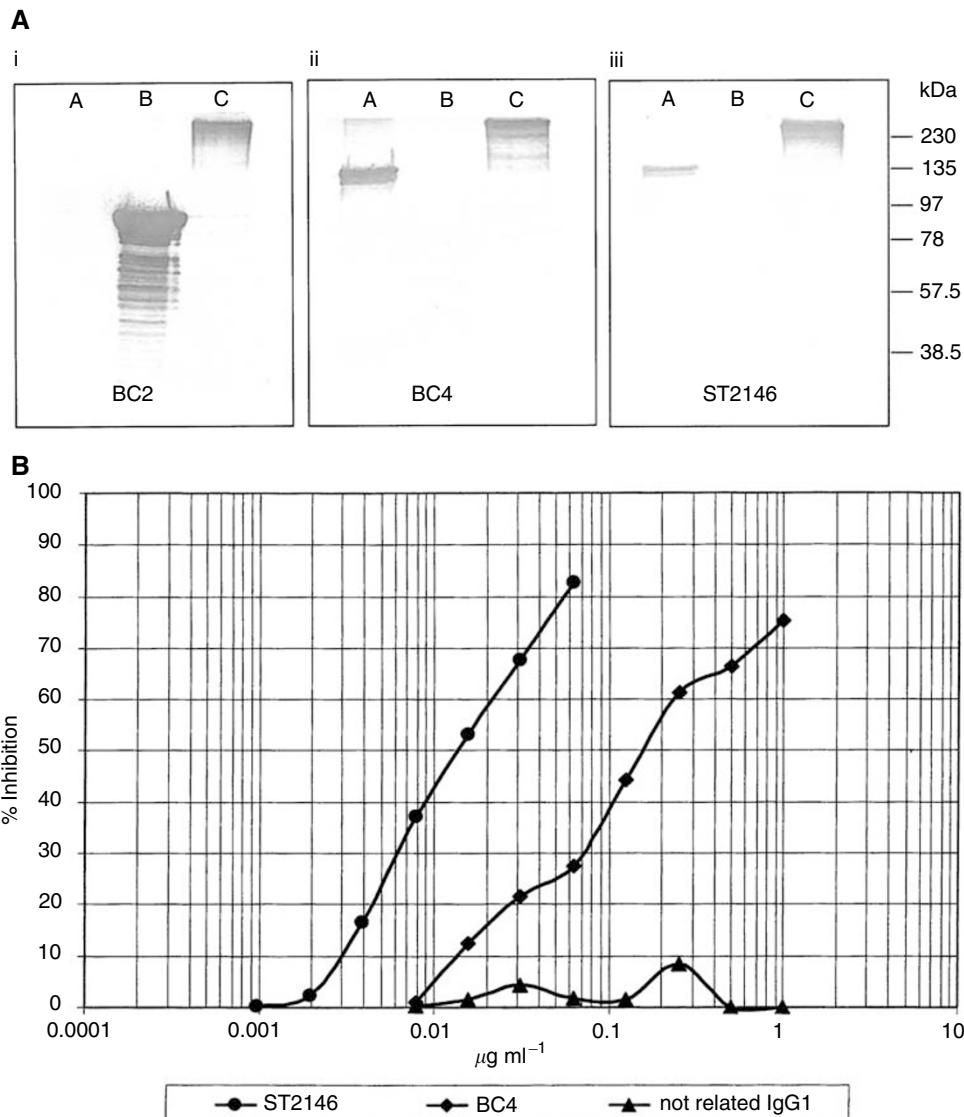 A
i ii iii
kDa
A B C A B C A B C
230
135
97
78
57.5
38.5
BC2 BC4 ST2146
B
100
90
80
70
60
50
40
30
20
10
0
% Inhibition
0.0001 0.001 0.01 0.1 1 10
μg ml⁻¹
ST2146 BC4 not related IgG1